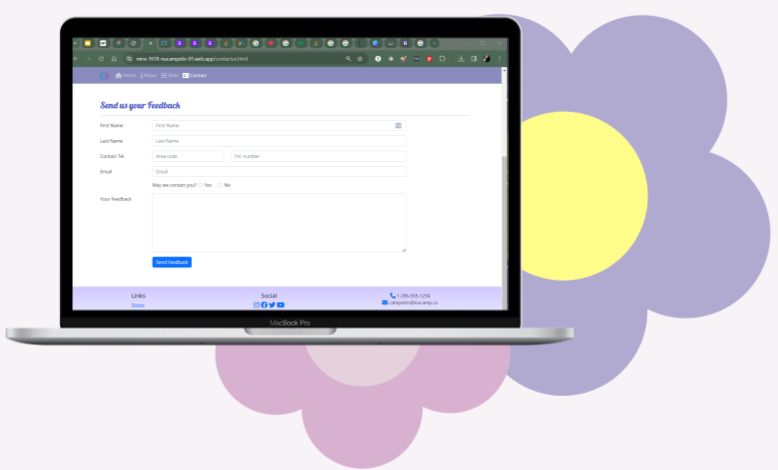 Home About Sites Contact
Send us your Feedback
First Name First Name
Last Name Last Name
Contact Tel. Area code Tel. number
Email Email
May we contact you? Yes No
Your Feedback
Send Feedback
Links Social 1-206-555-1234
Home campsites@nucamp.co
MacBook Pro